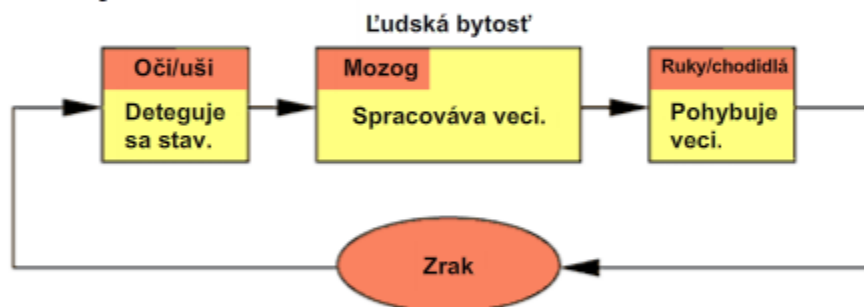 Ľudská bytosť
Oči/uši
Deteguje
sa stav.
Mozog
Spracováva veci.
Ruky/chodidlá
Pohybuje
veci.
Zrak